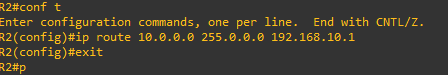 R2#conf t
Enter configuration commands, one per line.  End with CNTL/Z.
R2(config)#ip route 10.0.0.0 255.0.0.0 192.168.10.1
R2(config)#exit
R2#p